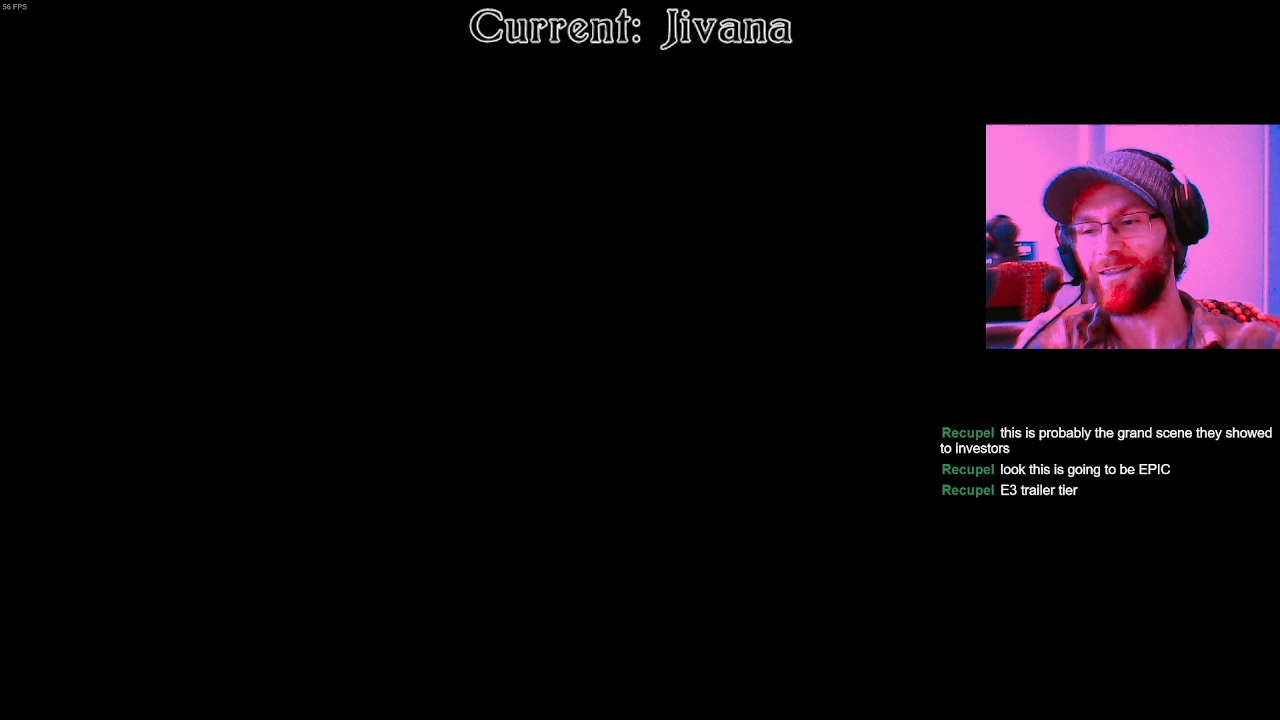 56 FPS
Current: Jivana
Recupel this is probably the grand scene they showed
to investors
Recupel look this is going to be EPIC
Recupel E3 trailer tier